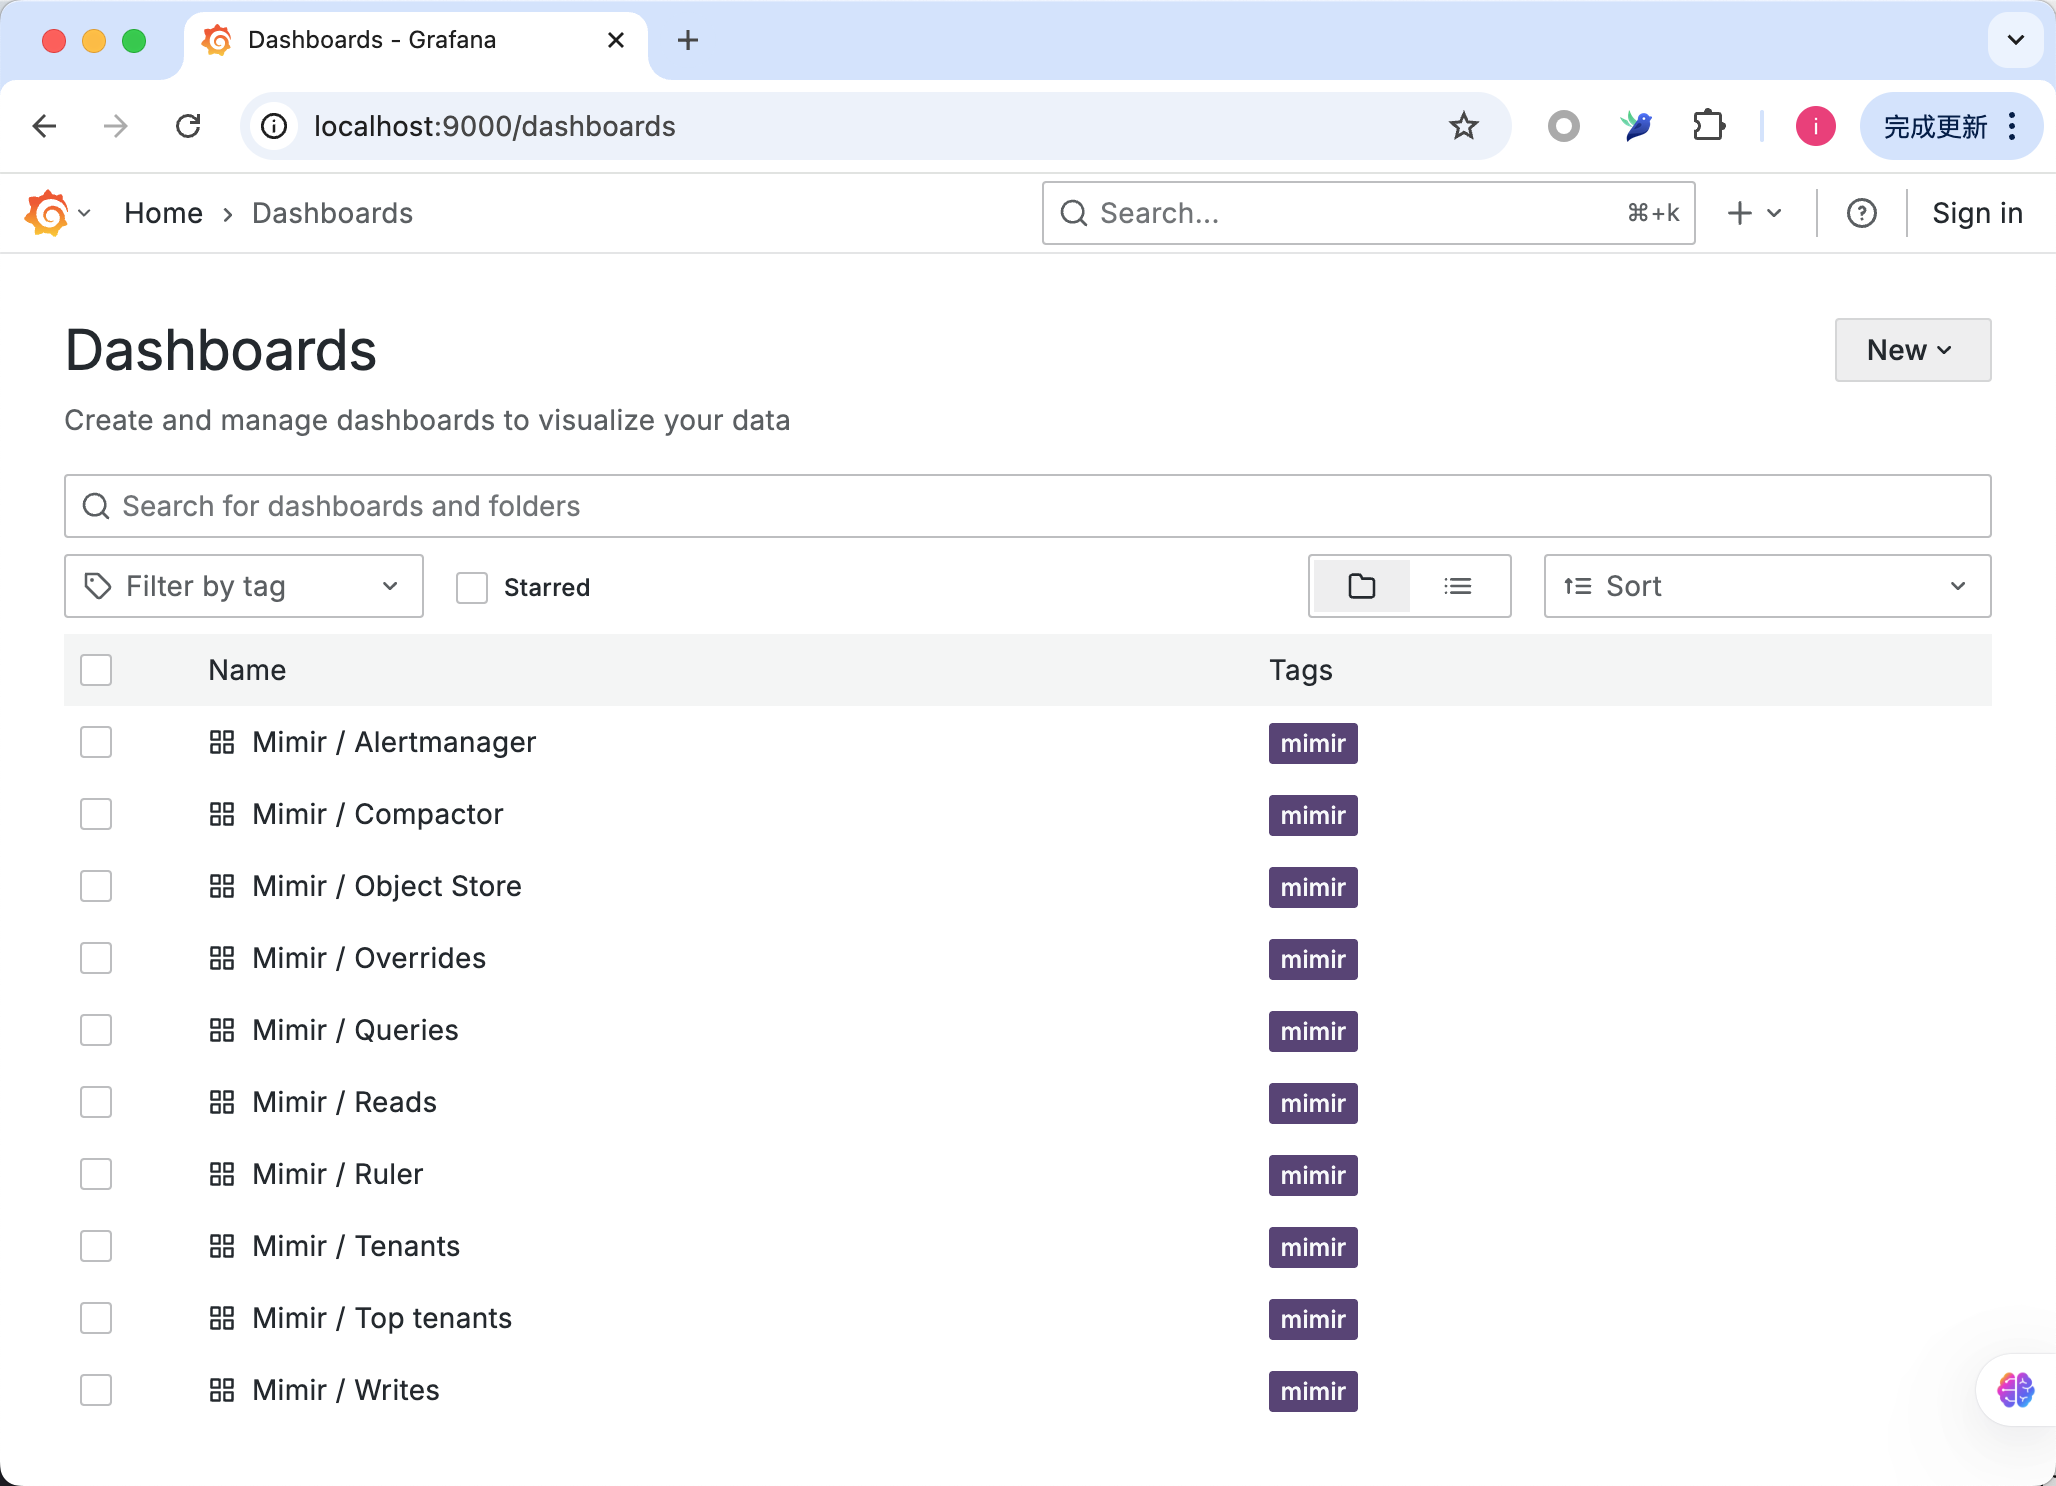 Dashboards - Grafana
localhost:9000/dashboards
i
完成更新
Home › Dashboards
Search...
⌘+k
Sign in
Dashboards
New
Create and manage dashboards to visualize your data
Search for dashboards and folders
Filter by tag
Starred
Sort
Name Tags
Mimir / Alertmanager mimir
Mimir / Compactor mimir
Mimir / Object Store mimir
Mimir / Overrides mimir
Mimir / Queries mimir
Mimir / Reads mimir
Mimir / Ruler mimir
Mimir / Tenants mimir
Mimir / Top tenants mimir
Mimir / Writes mimir